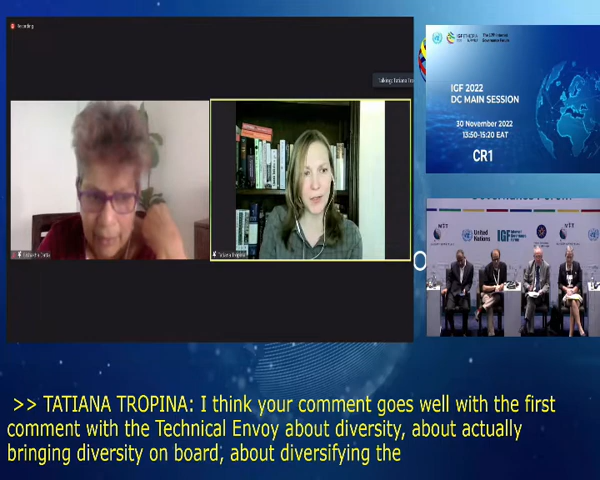 Recording
Talking: Tatiana Tro
IGF 2022
DC MAIN SESSION
30 November 2022
13:50-15:20 EAT
CR1
United
Nations
IGF
>> TATIANA TROPINA: I think your comment goes well with the first
comment with the Technical Envoy about diversity, about actually
bringing diversity on board, about diversifying the